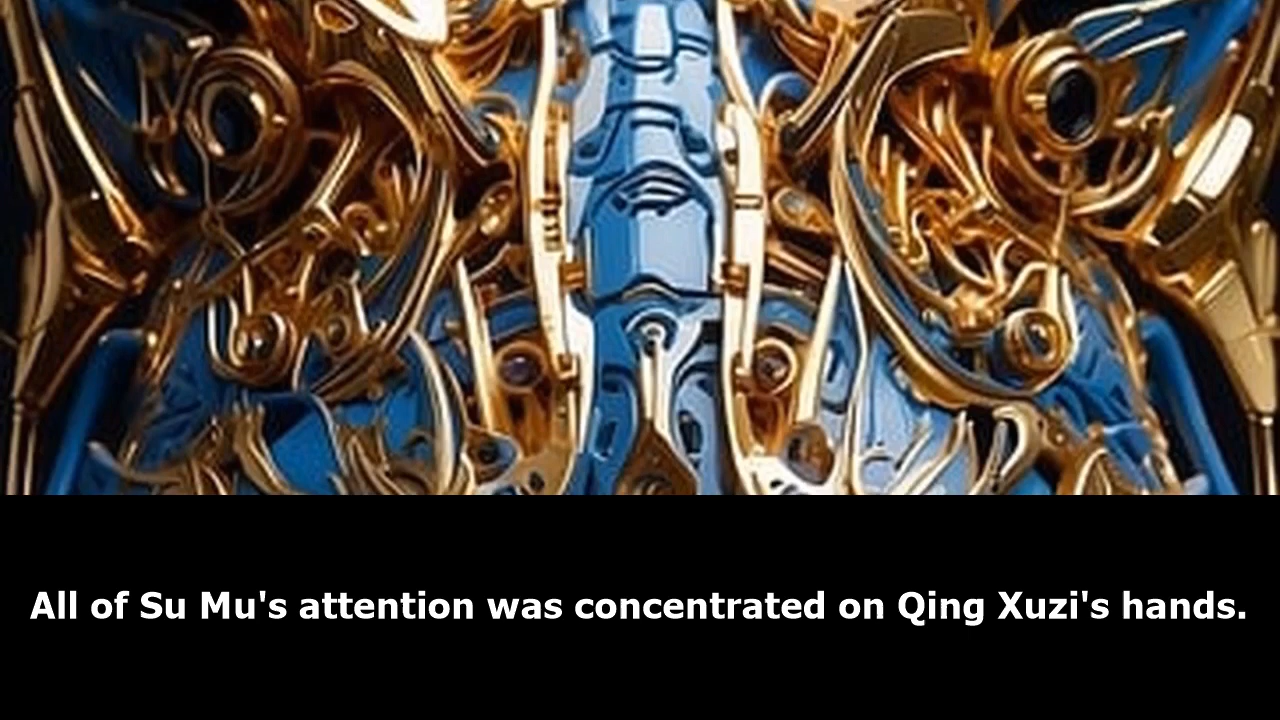 All of Su Mu's attention was concentrated on Qing Xuzi's hands.